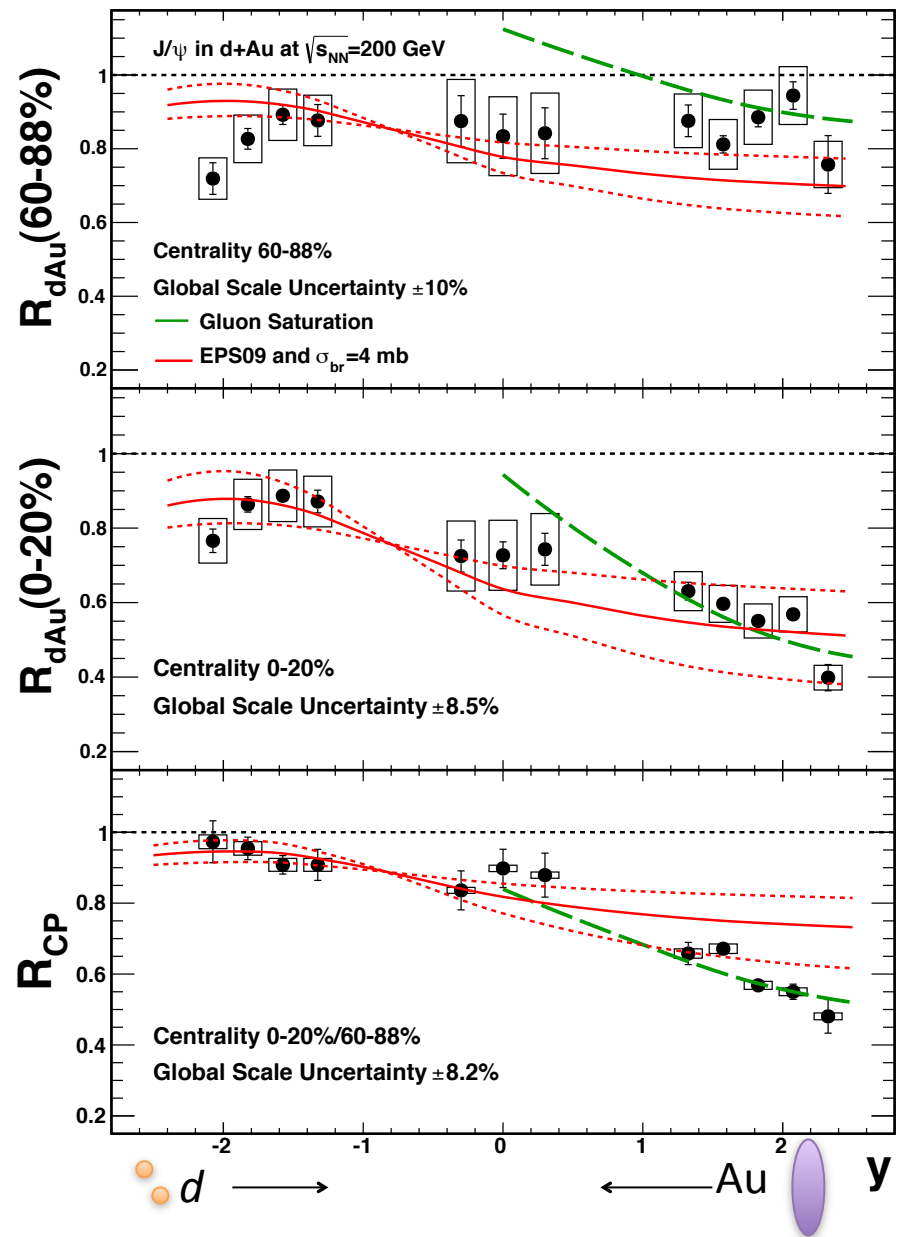 J/ψ in d+Au at √s_NN=200 GeV
R_dAu(60-88%)
1
0.8
0.6
0.4
0.2
Centrality 60-88%
Global Scale Uncertainty ±10%
Gluon Saturation
EPS09 and σ_br=4 mb
R_dAu(0-20%)
1
0.8
0.6
0.4
0.2
Centrality 0-20%
Global Scale Uncertainty ±8.5%
R_CP
1
0.8
0.6
0.4
0.2
Centrality 0-20%/60-88%
Global Scale Uncertainty ±8.2%
-2 -1 0 1 2
d Au y